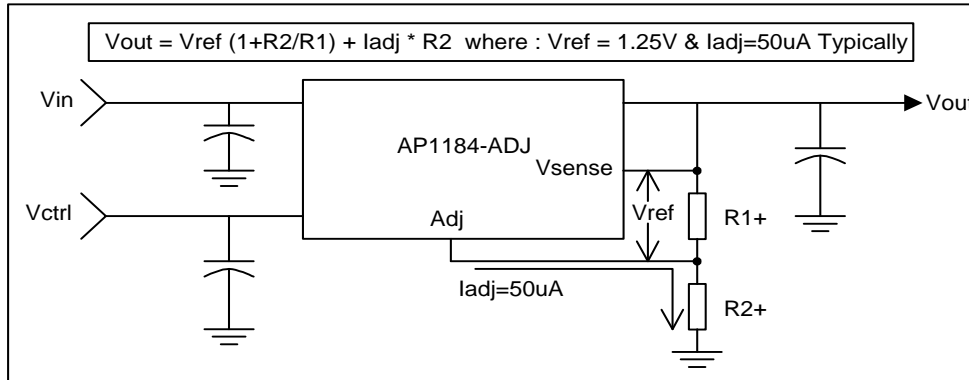 Vout = Vref (1+R2/R1) + Iadj * R2 where : Vref = 1.25V & Iadj=50uA Typically
Vin
Vout
AP1184-ADJ
Vsense
Vctrl
Adj
Vref
R1+
Iadj=50uA
R2+